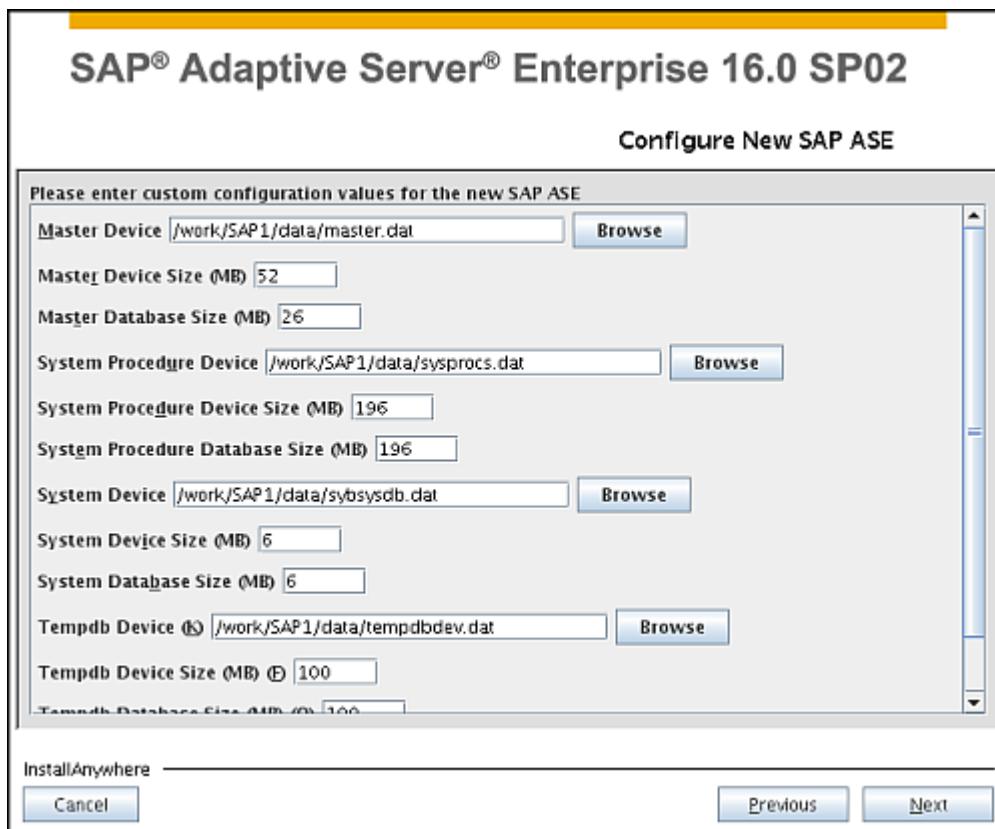 SAP® Adaptive Server® Enterprise 16.0 SP02
Configure New SAP ASE
Please enter custom configuration values for the new SAP ASE
Master Device /work/SAP1/data/master.dat Browse
Master Device Size (MB) 52
Master Database Size (MB) 26
System Procedure Device /work/SAP1/data/sysprocs.dat Browse
System Procedure Device Size (MB) 196
System Procedure Database Size (MB) 196
System Device /work/SAP1/data/sybsysdb.dat Browse
System Device Size (MB) 6
System Database Size (MB) 6
Tempdb Device (K) /work/SAP1/data/tempdbdev.dat Browse
Tempdb Device Size (MB) (F) 100
Tempdb Database Size (MB) 100
InstallAnywhere
Cancel Previous Next